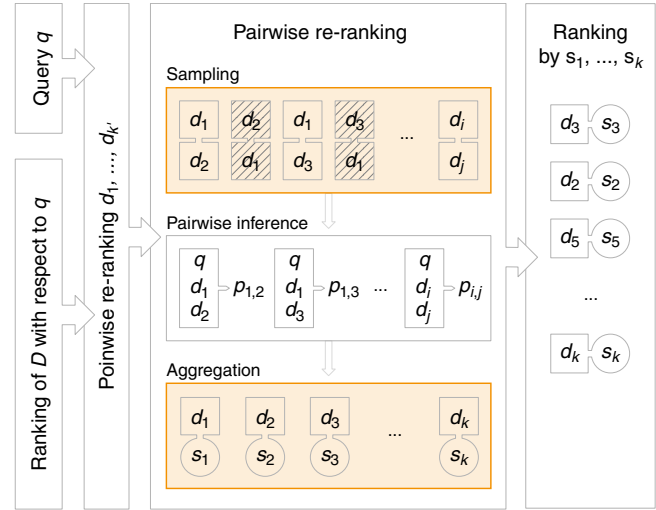 Query q
Ranking of D with respect to q
Poinwise re-ranking d1, ..., dk'
Pairwise re-ranking
Sampling
d1 d2 d1 d3 ... di
d2 d1 d3 d1 dj
Pairwise inference
q q q
d1 p1,2 d1 p1,3 ... di pi,j
d2 d3 dj
Aggregation
d1 d2 d3 ... dk
s1 s2 s3 sk
Ranking
by s1, ..., sk
d3 s3
d2 s2
d5 s5
...
dk sk